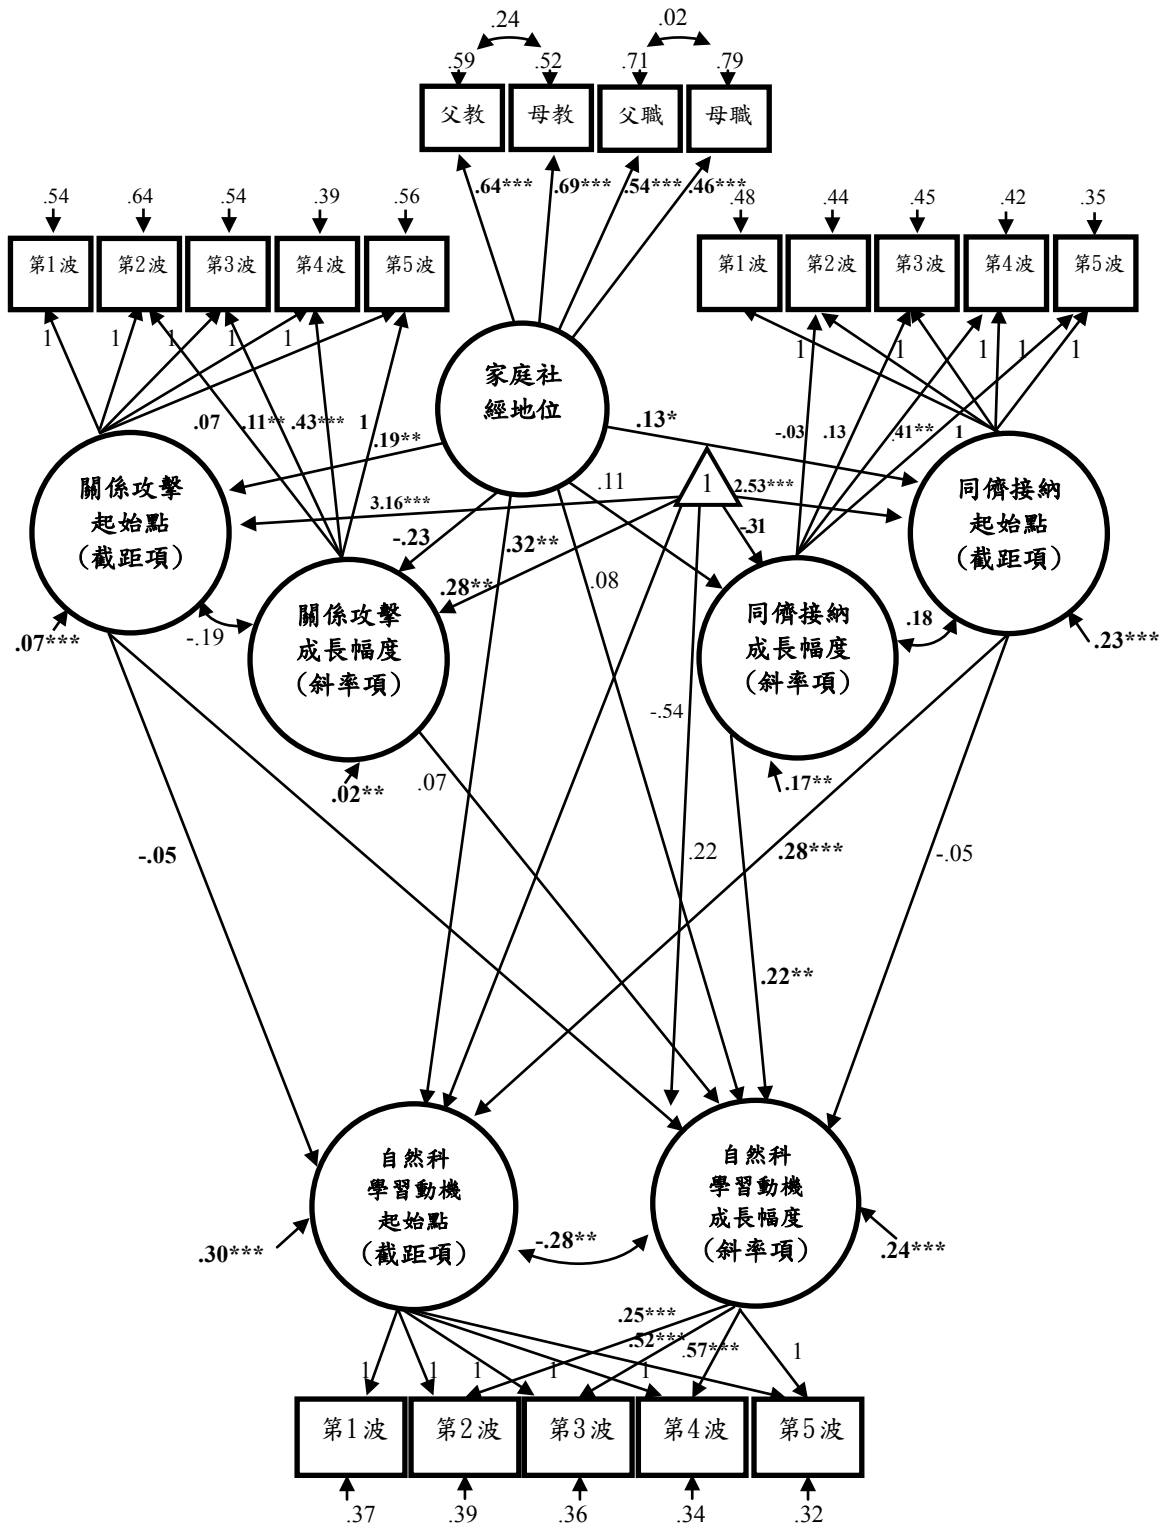 .24
.02
.59
.52
.71
.79
父教
母教
父職
母職
.64***
.69***
.54***
.46***
.54
.64
.54
.39
.56
.48
.44
.45
.42
.35
第1波
第2波
第3波
第4波
第5波
第1波
第2波
第3波
第4波
第5波
1
1
1
1
1
1
1
1
家庭社
經地位
.07
.11**
.43***
1
.19**
.13*
-.03
.13
.41**
1
關係攻擊
起始點
(截距項)
3.16***
.11
1
2.53***
-.31
同儕接納
起始點
(截距項)
-.23
.32**
.28**
.08
關係攻擊
成長幅度
(斜率項)
同儕接納
成長幅度
(斜率項)
.07***
-.19
.18
.23***
-.54
.02**
.07
.17**
-.05
.22
.28***
-.05
.22**
自然科
學習動機
起始點
(截距項)
自然科
學習動機
成長幅度
(斜率項)
.30***
-.28**
.24***
.25***
.52***
.57***
1
1
1
1
1
1
第1波
第2波
第3波
第4波
第5波
.37
.39
.36
.34
.32